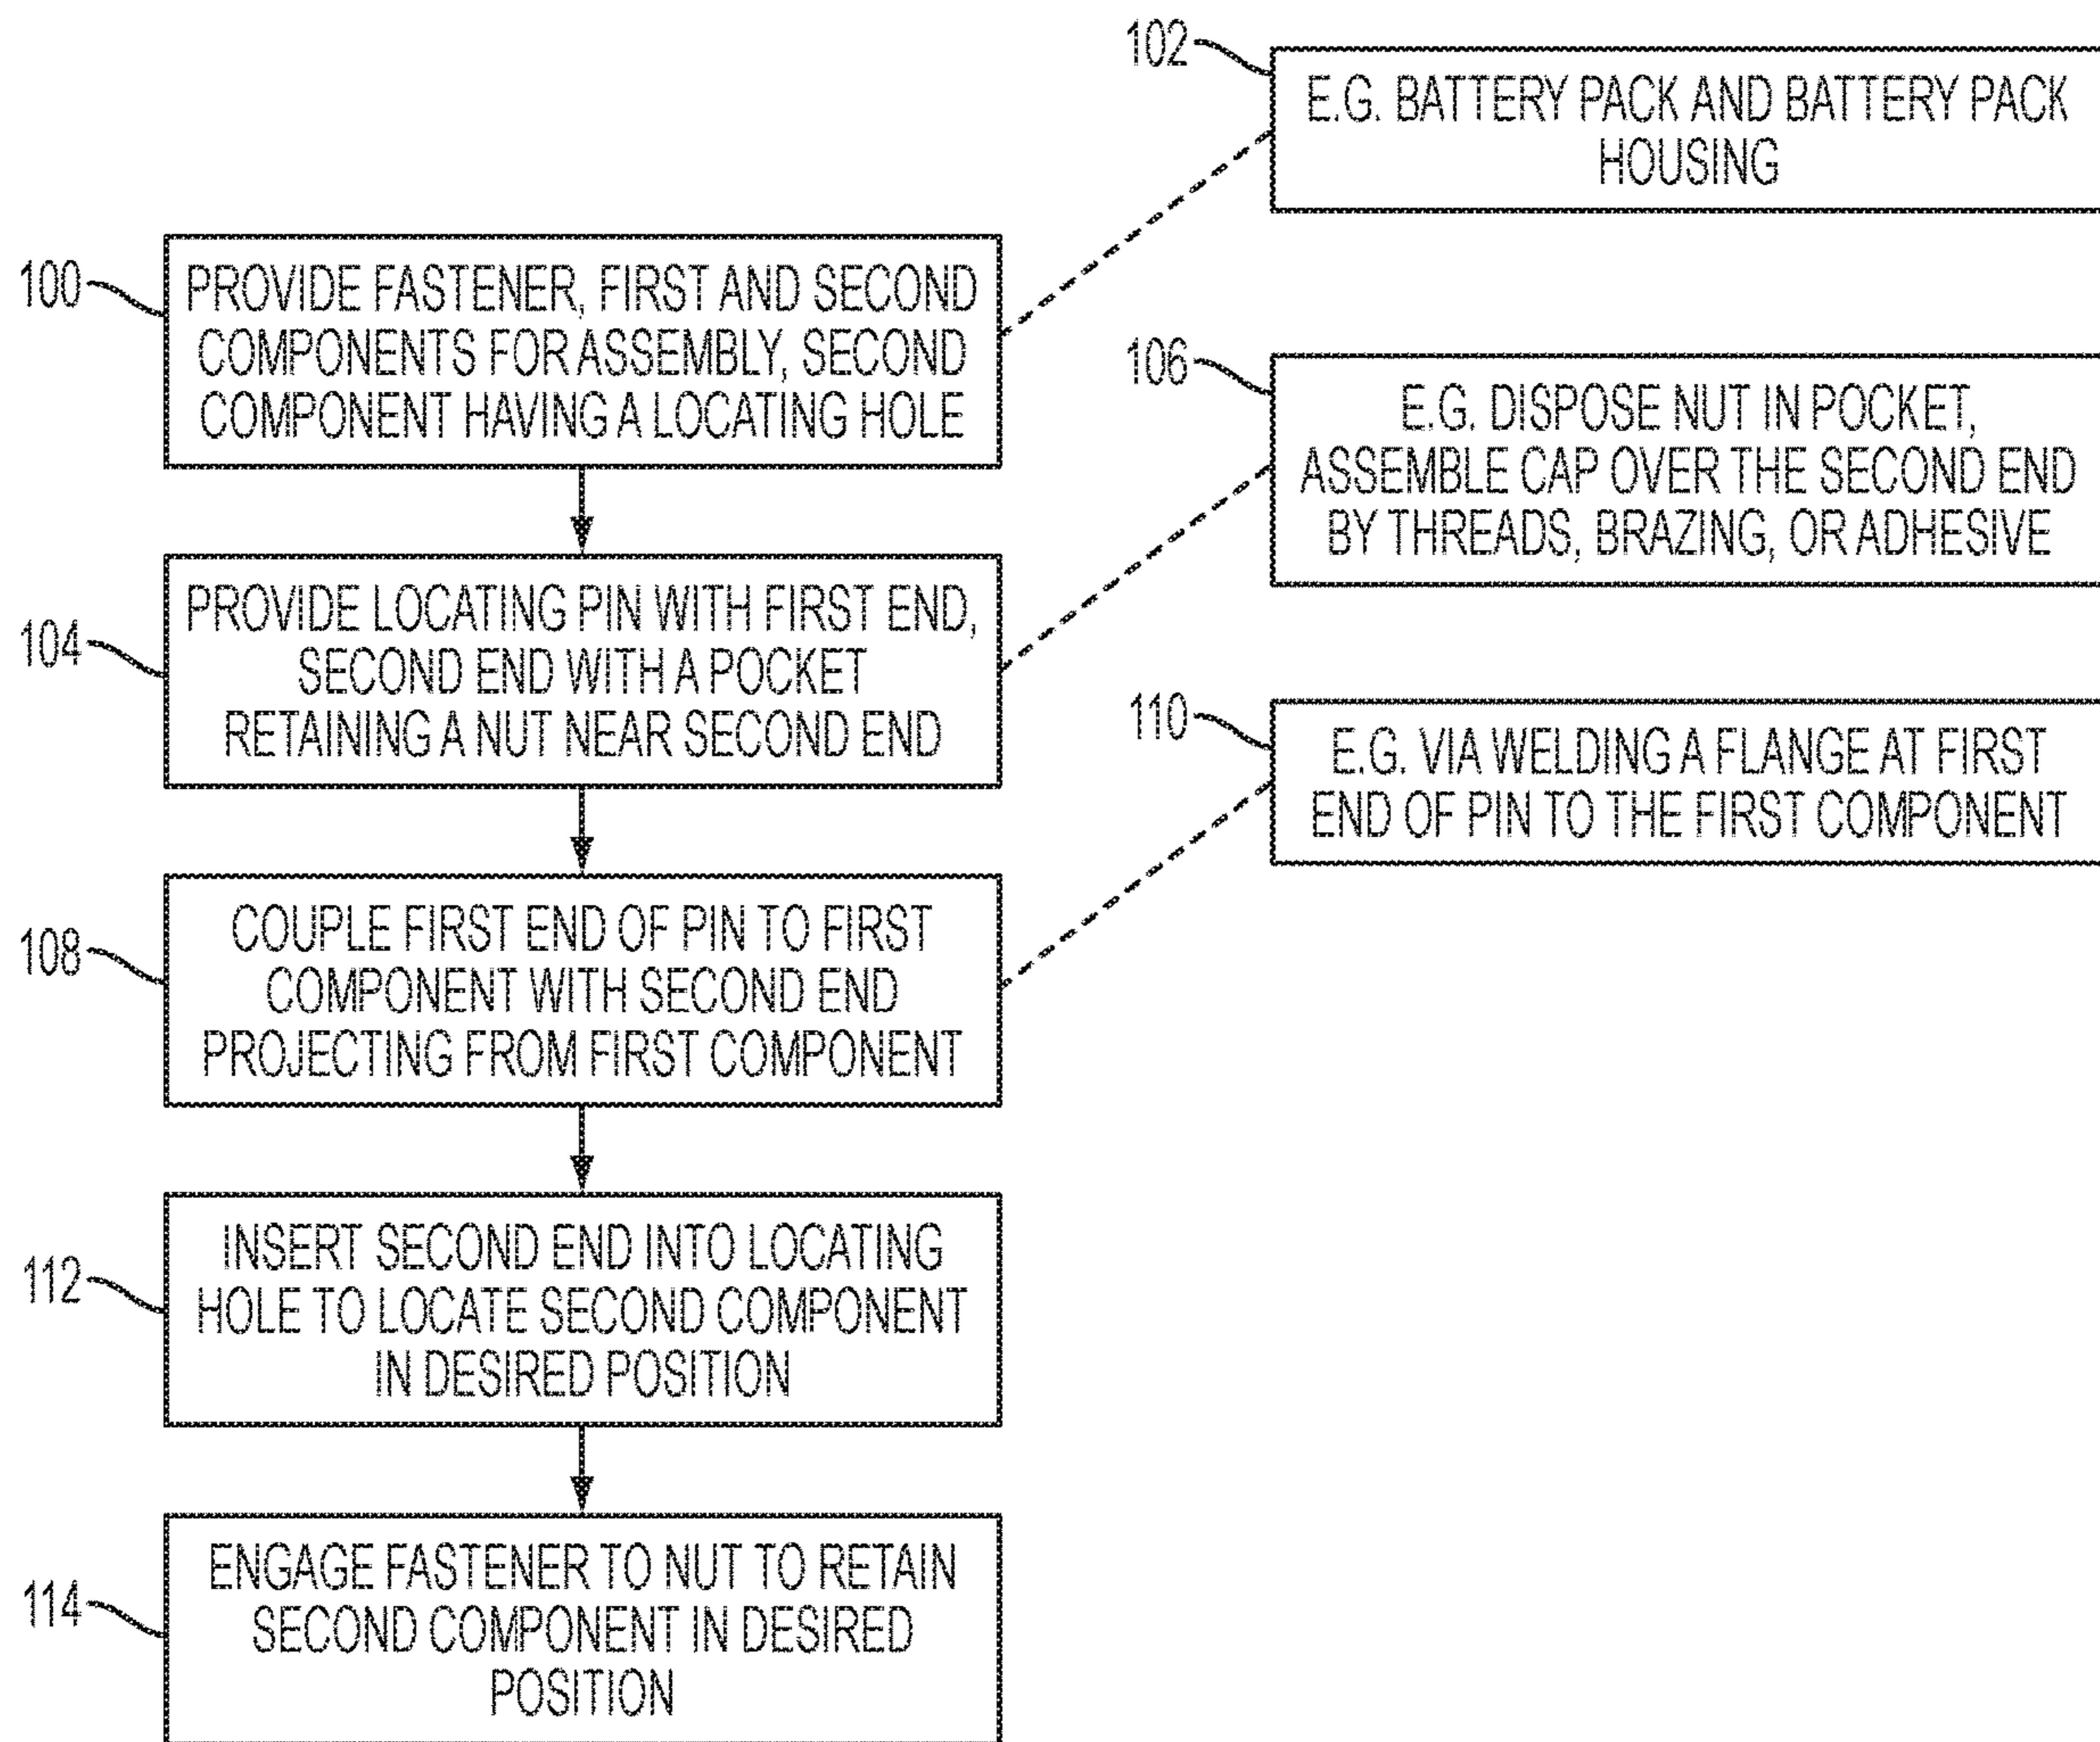 102
E.G. BATTERY PACK AND BATTERY PACK
HOUSING
100
PROVIDE FASTENER, FIRST AND SECOND
COMPONENTS FOR ASSEMBLY, SECOND
COMPONENT HAVING A LOCATING HOLE
106
E.G. DISPOSE NUT IN POCKET,
ASSEMBLE CAP OVER THE SECOND END
BY THREADS, BRAZING, OR ADHESIVE
104
PROVIDE LOCATING PIN WITH FIRST END,
SECOND END WITH A POCKET
RETAINING A NUT NEAR SECOND END
110
E.G. VIA WELDING A FLANGE AT FIRST
END OF PIN TO THE FIRST COMPONENT
108
COUPLE FIRST END OF PIN TO FIRST
COMPONENT WITH SECOND END
PROJECTING FROM FIRST COMPONENT
112
INSERT SECOND END INTO LOCATING
HOLE TO LOCATE SECOND COMPONENT
IN DESIRED POSITION
114
ENGAGE FASTENER TO NUT TO RETAIN
SECOND COMPONENT IN DESIRED
POSITION